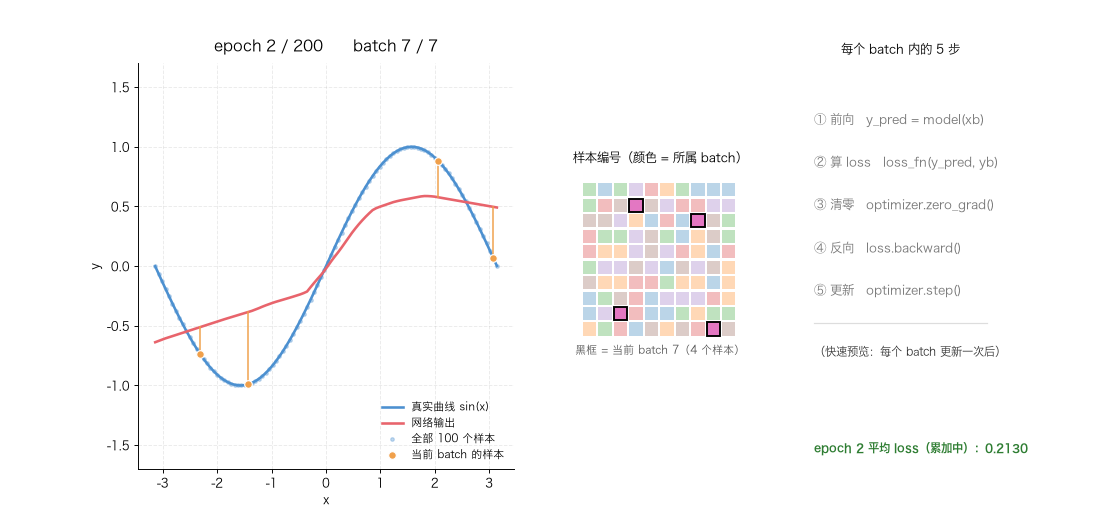 epoch 2 / 200 batch 7 / 7
1.5
1.0
0.5
0.0
-0.5
-1.0
-1.5
y
-3
-2
-1
0
1
2
3
x
真实曲线 sin(x)
网络输出
全部 100 个样本
当前 batch 的样本
样本编号（颜色 = 所属 batch）
黑框 = 当前 batch 7（4 个样本）
每个 batch 内的 5 步
① 前向 y_pred = model(xb)
② 算 loss loss_fn(y_pred, yb)
③ 清零 optimizer.zero_grad()
④ 反向 loss.backward()
⑤ 更新 optimizer.step()
（快速预览：每个 batch 更新一次后）
epoch 2 平均 loss（累加中）: 0.2130